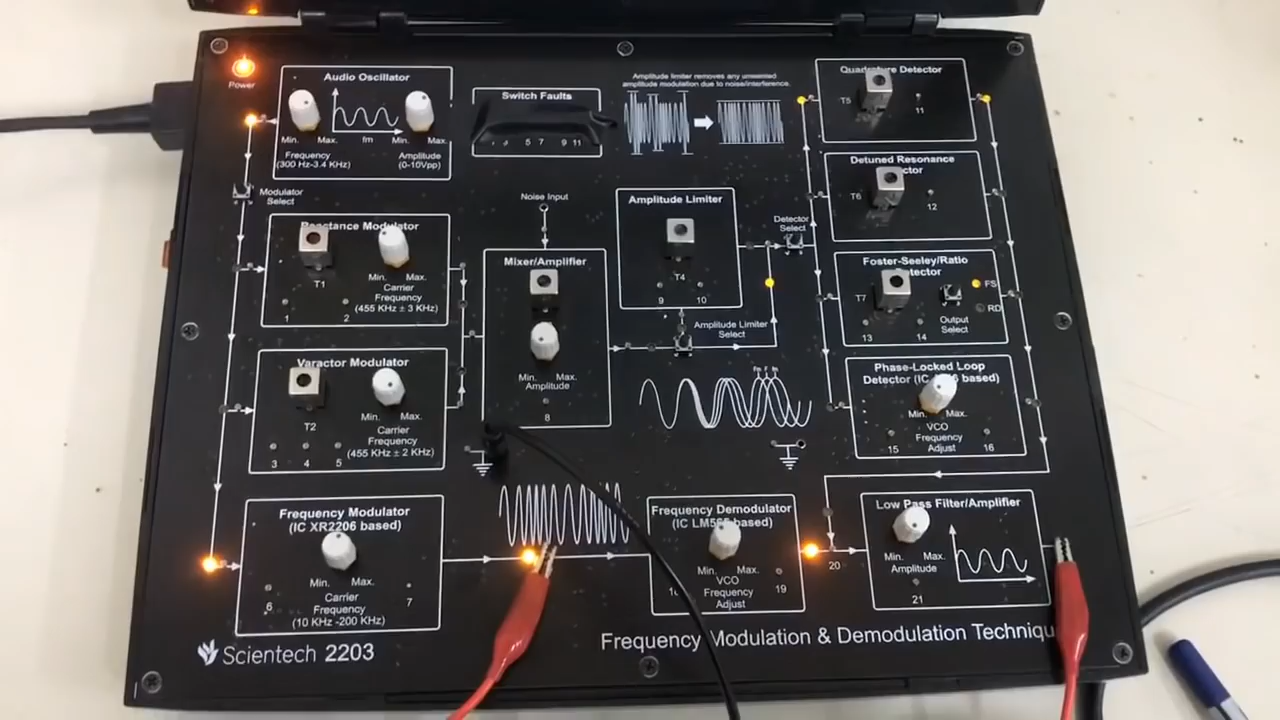 Power
Audio Oscillator
Min. Max. fm Min. Max.
Frequency
(300 Hz-3.4 KHz)
Amplitude
(0-10Vpp)
Modulator
Select
Switch Faults
5 7 9 11
Amplitude limiter removes any unwanted
amplitude modulation due to noise/interference.
Quadrature Detector
T5
11
Detuned Resonance
T6
12
Reactance Modulator
T1
Min. Max.
Carrier
Frequency
(455 KHz ± 3 KHz)
1 2
Noise Input
Mixer/Amplifier
Min. Max.
Amplitude
8
Amplitude Limiter
T4
9 10
Amplitude Limiter
Select
Detector
Select
Foster-Seeley/Ratio
T7
FS
RD
Output
Select
13 14
Varactor Modulator
T2
Min. Max.
Carrier
Frequency
(455 KHz ± 2 KHz)
3 4 5
Fm F fm
Phase-Locked Loop
Detector (IC based)
Min. Max.
VCO
Frequency
Adjust
15 16
Frequency Modulator
(IC XR2206 based)
Min. Max.
Carrier
Frequency
(10 KHz -200 KHz)
6 7
Frequency Demodulator
(IC based)
Min. Max.
VCO
Frequency
Adjust
19
20
Low Pass Filter/Amplifier
Min. Max.
Amplitude
21
Scientech 2203
Frequency Modulation & Demodulation